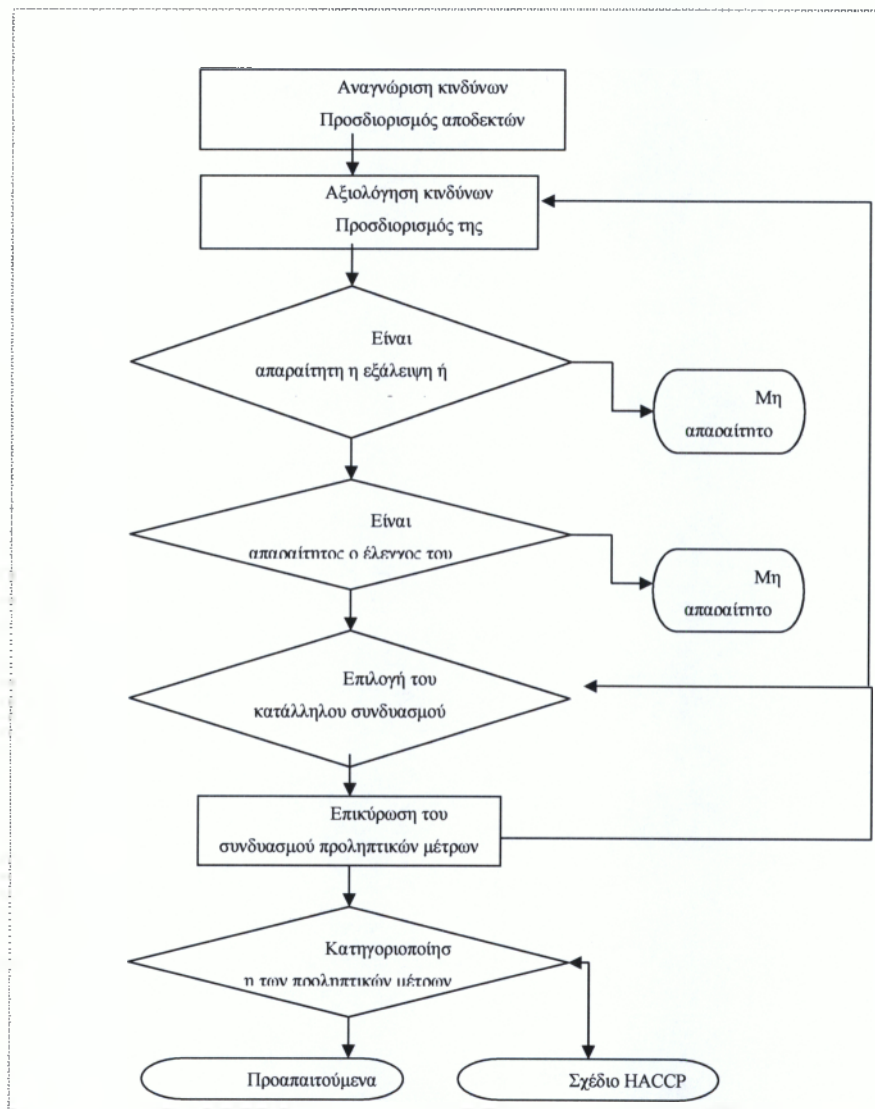 Αναγνώριση κινδύνων
Προσδιορισμός αποδεκτών
Αξιολόγηση κινδύνων
Προσδιορισμός της
Είναι
απαραίτητη η εξάλειψη ή
Μη
απαραίτητο
Είναι
απαραίτητος ο έλεγχος του
Μη
απαραίτητο
Επιλογή του
κατάλληλου συνδυασμού
Επικύρωση του
συνδυασμού προληπτικών μέτρων
Κατηγοριοποίησ
η των προληπτικών μέτρων
Προαπαιτούμενα
Σχέδιο HACCP